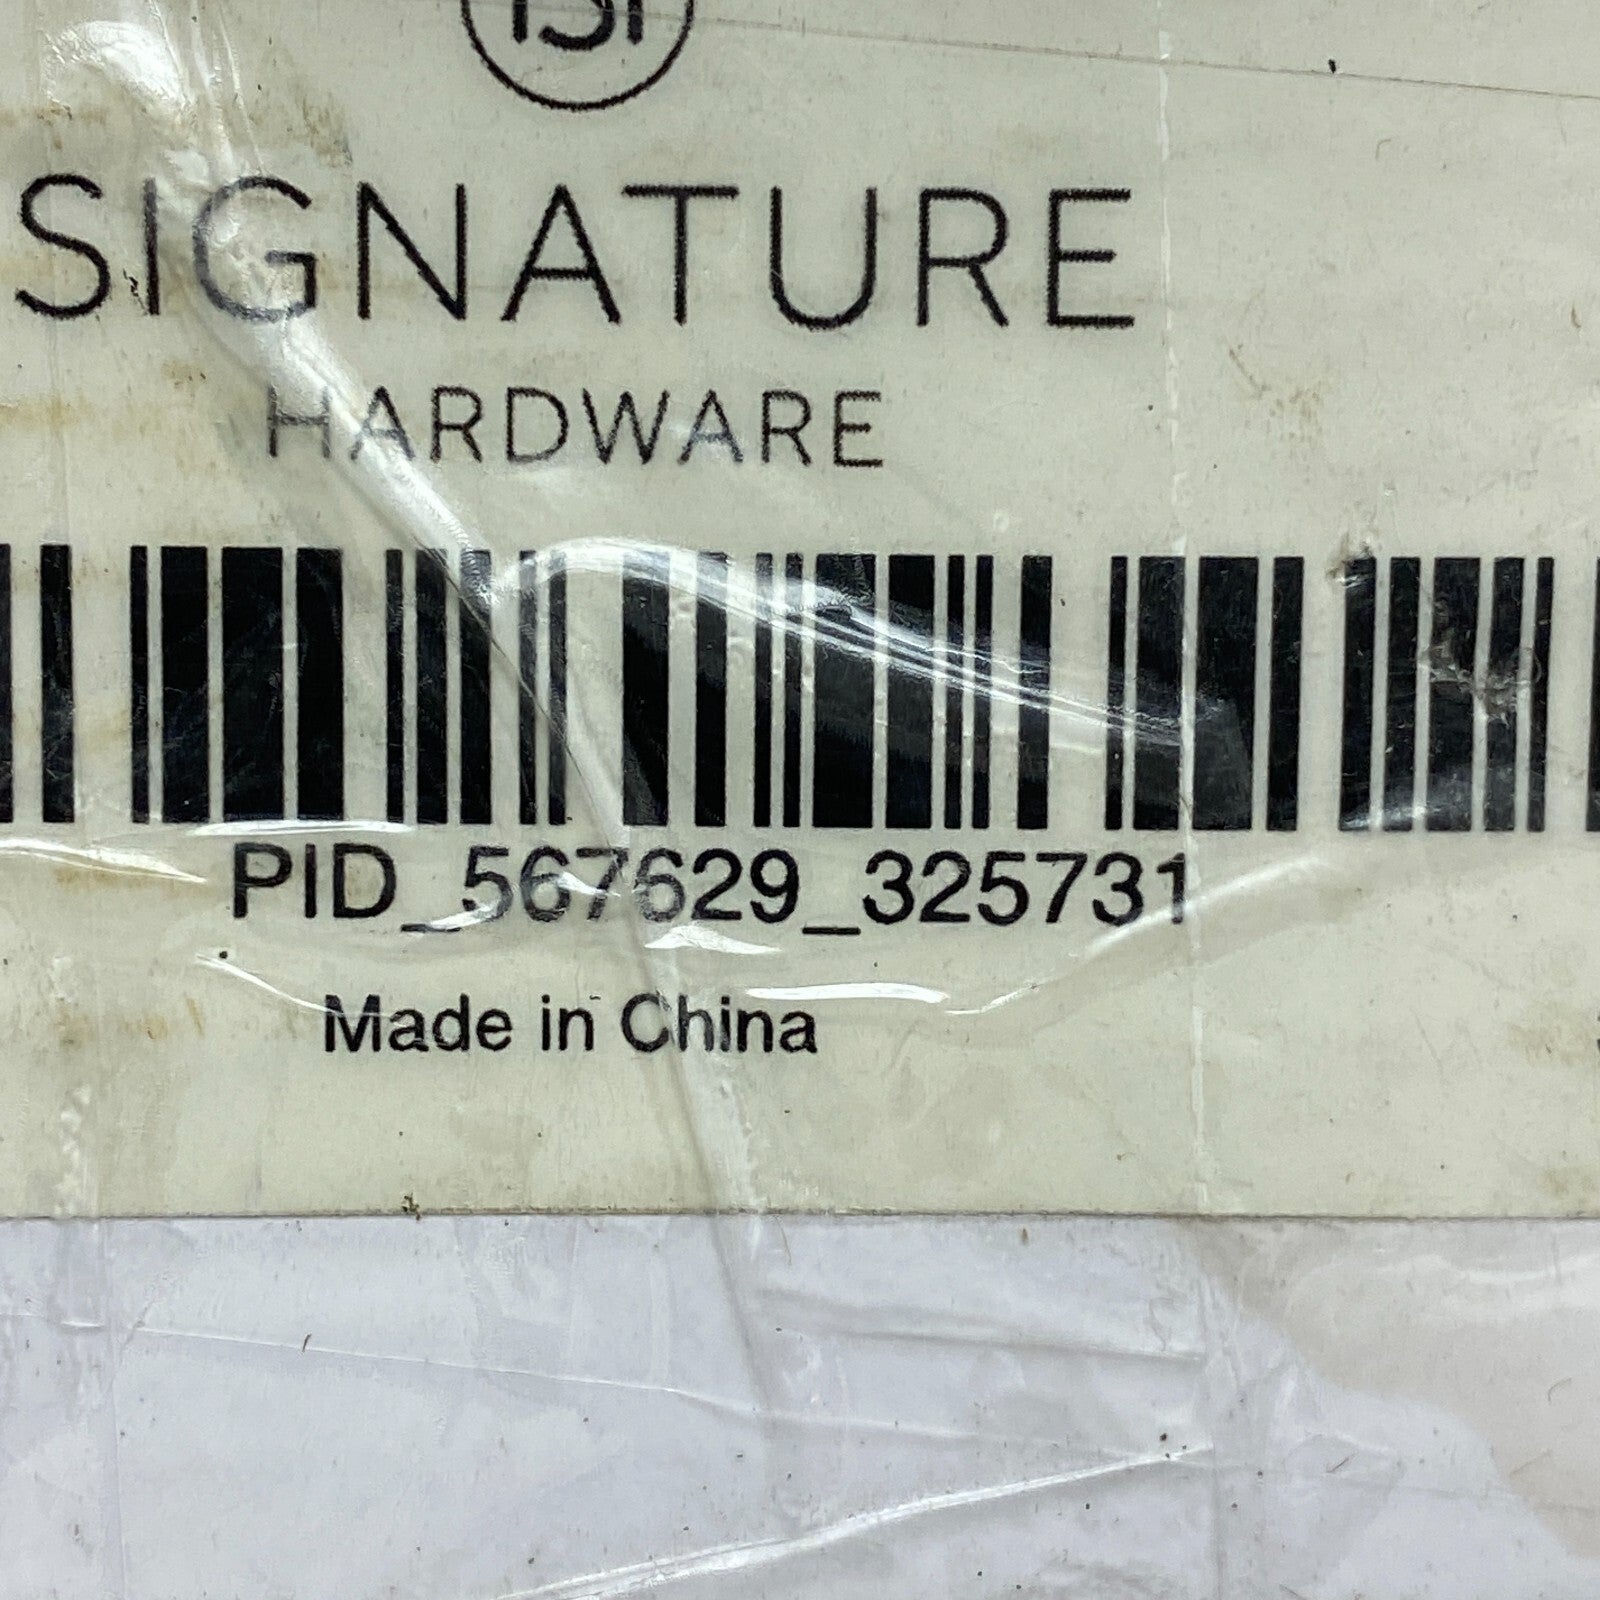 SIGNATURE
HARDWARE
PID_567629_325731
Made in China